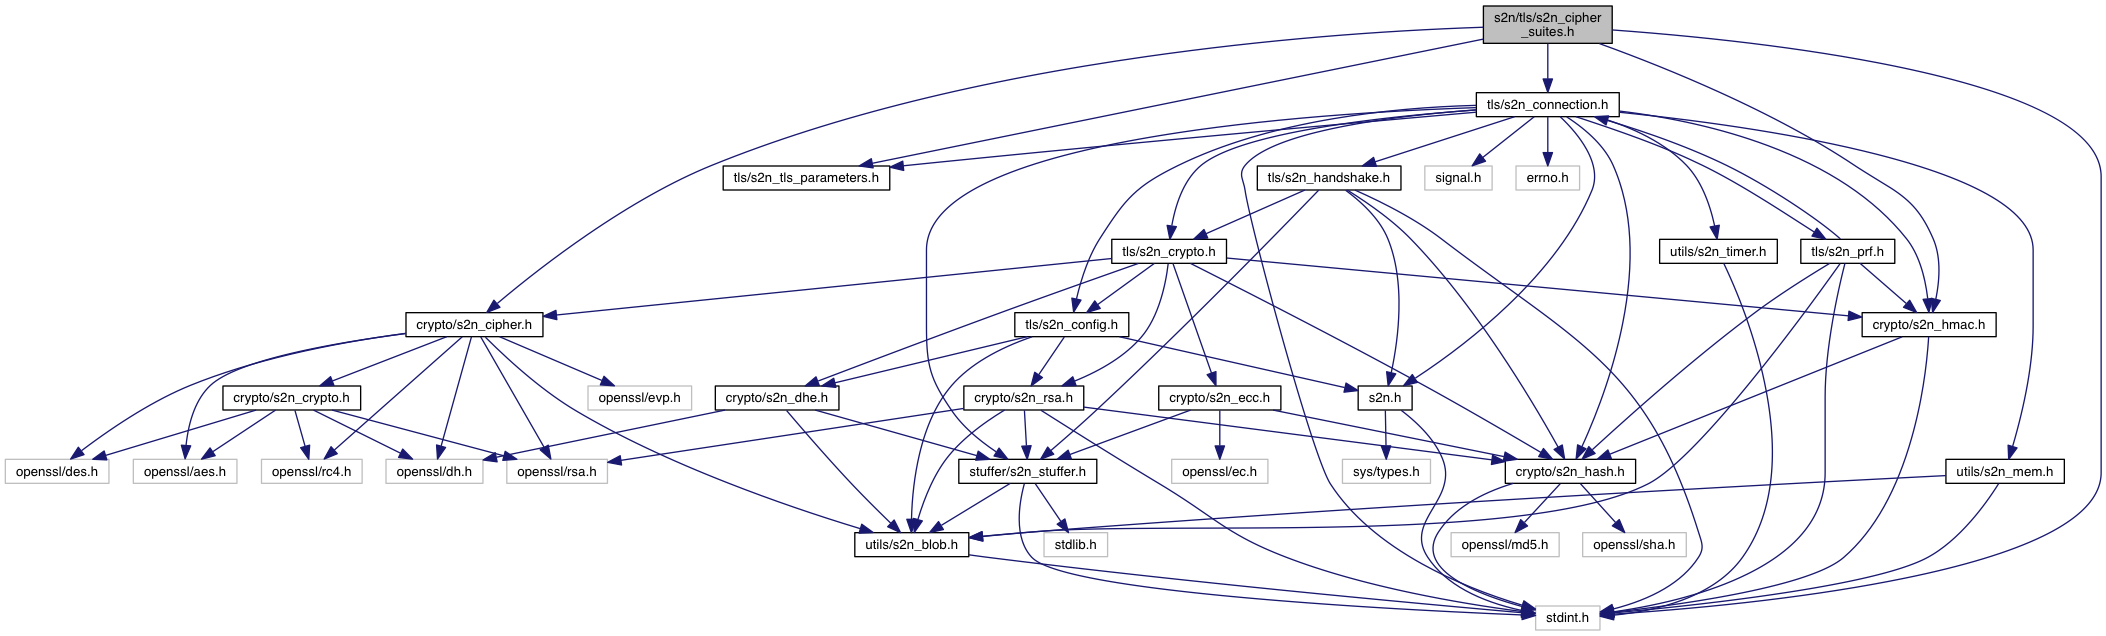 s2n/tls/s2n_cipher
_suites.h
tls/s2n_connection.h
tls/s2n_tls_parameters.h
tls/s2n_handshake.h
signal.h
errno.h
tls/s2n_crypto.h
utils/s2n_timer.h
tls/s2n_prf.h
crypto/s2n_cipher.h
tls/s2n_config.h
crypto/s2n_hmac.h
crypto/s2n_crypto.h
openssl/evp.h
crypto/s2n_dhe.h
crypto/s2n_rsa.h
crypto/s2n_ecc.h
s2n.h
openssl/des.h
openssl/aes.h
openssl/rc4.h
openssl/dh.h
openssl/rsa.h
stuffer/s2n_stuffer.h
openssl/ec.h
sys/types.h
crypto/s2n_hash.h
utils/s2n_mem.h
utils/s2n_blob.h
stdlib.h
openssl/md5.h
openssl/sha.h
stdint.h